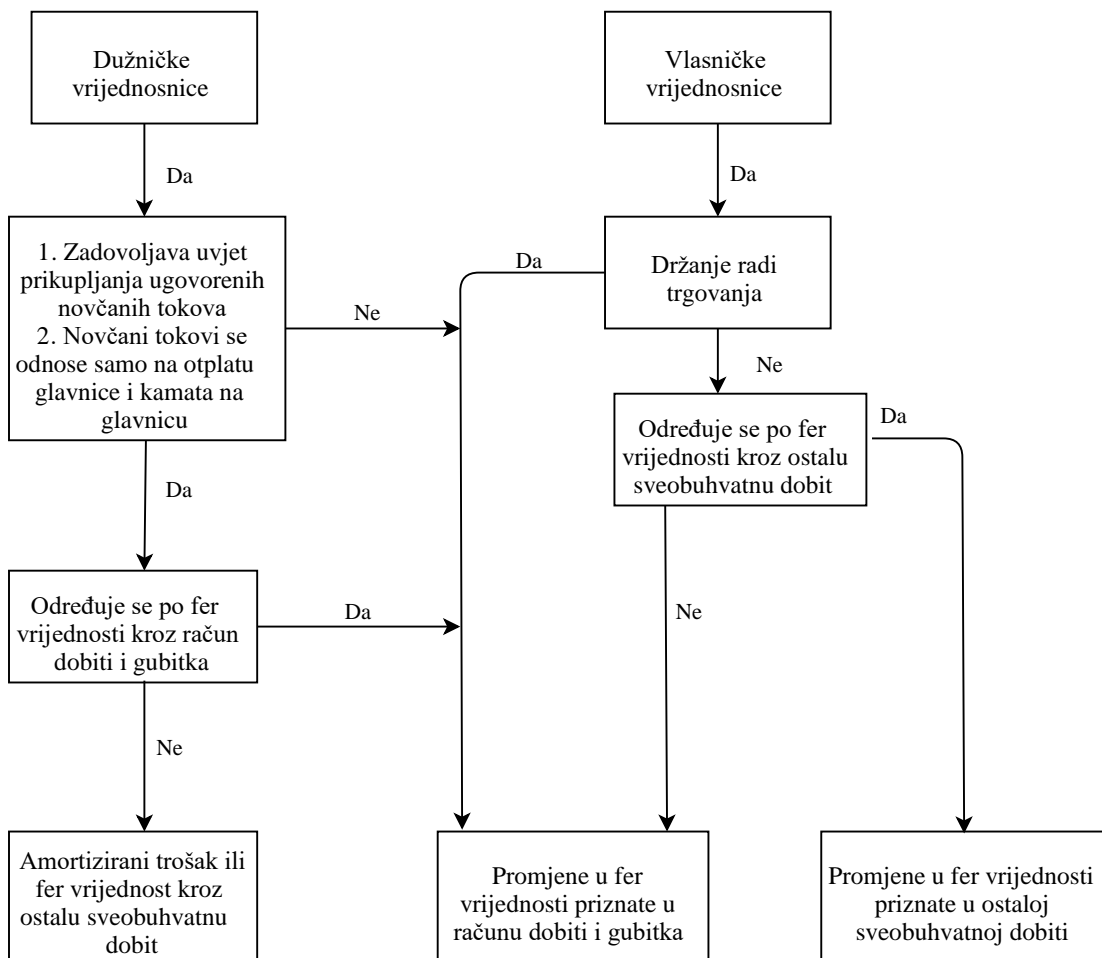 Dužničke
vrijednosnice
Vlasničke
vrijednosnice
Da
Da
1. Zadovoljava uvjet
prikupljanja ugovorenih
novčanih tokova
2. Novčani tokovi se
odnose samo na otplatu
glavnice i kamata na
glavnicu
Ne
Da
Držanje radi
trgovanja
Ne
Određuje se po fer
vrijednosti kroz ostalu
sveobuhvatnu dobit
Da
Da
Određuje se po fer
vrijednosti kroz račun
dobiti i gubitka
Da
Ne
Ne
Amortizirani trošak ili
fer vrijednost kroz
ostalu sveobuhvatnu
dobit
Promjene u fer
vrijednosti priznate u
računu dobiti i gubitka
Promjene u fer vrijednosti
priznate u ostaloj
sveobuhvatnoj dobiti